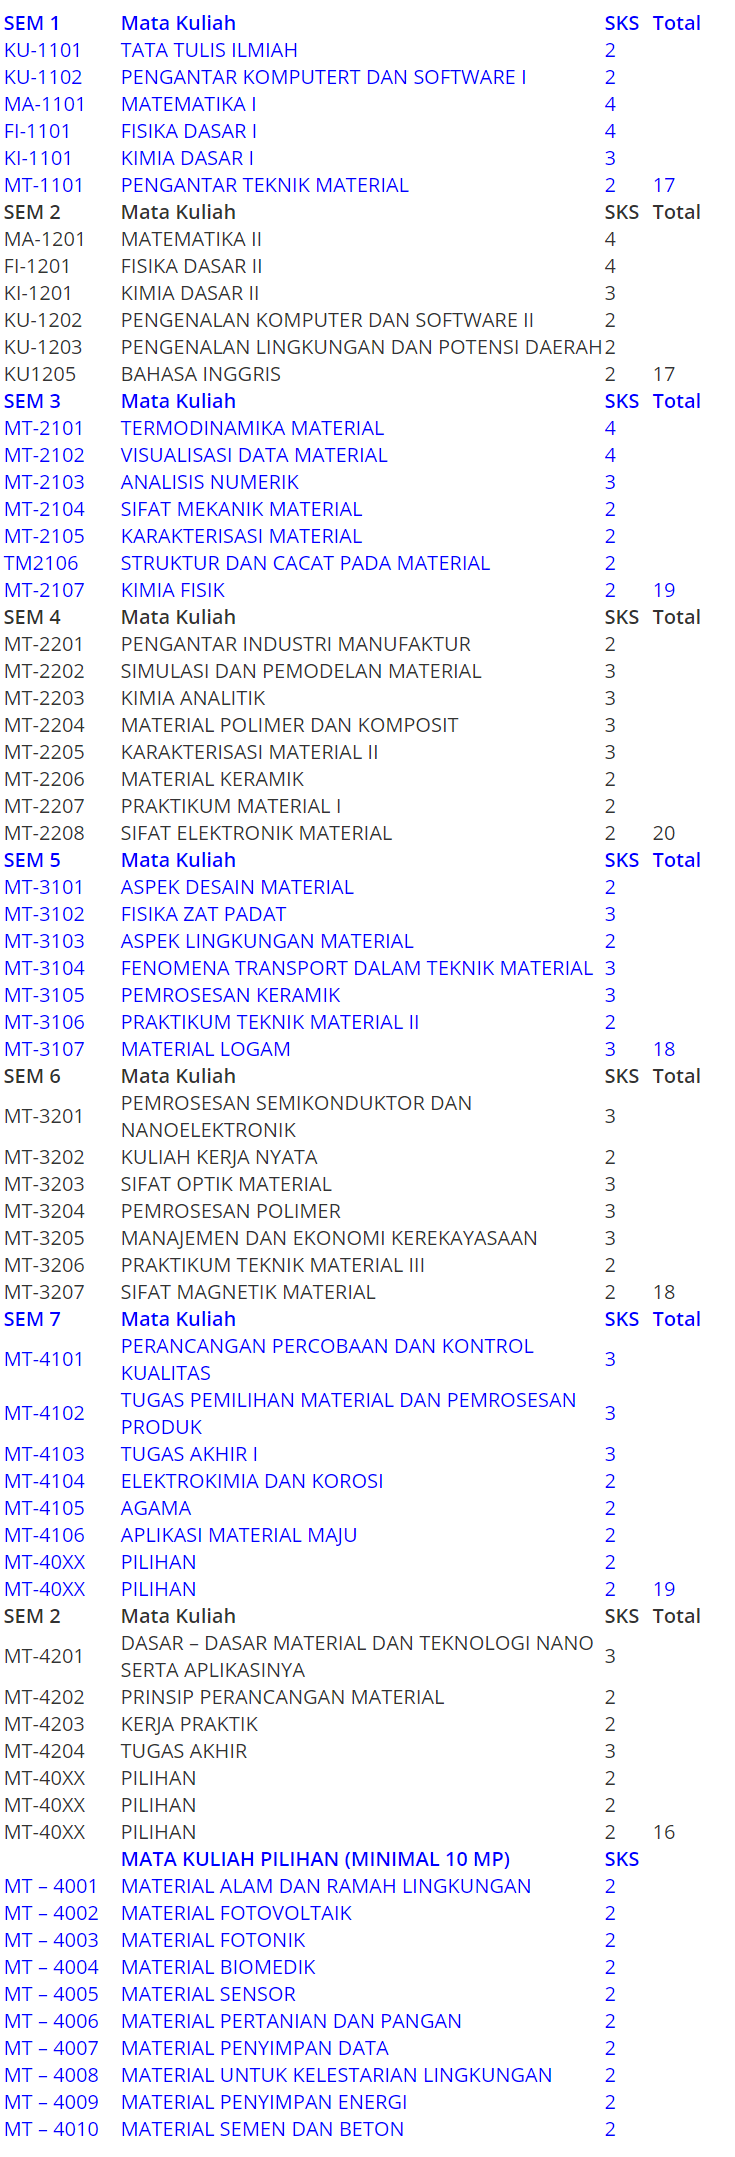 SEM 1 Mata Kuliah SKS Total
KU-1101 TATA TULIS ILMIAH 2
KU-1102 PENGANTAR KOMPUTERT DAN SOFTWARE I 2
MA-1101 MATEMATIKA I 4
FI-1101 FISIKA DASAR I 4
KI-1101 KIMIA DASAR I 3
MT-1101 PENGANTAR TEKNIK MATERIAL 2 17
SEM 2 Mata Kuliah SKS Total
MA-1201 MATEMATIKA II 4
FI-1201 FISIKA DASAR II 4
KI-1201 KIMIA DASAR II 3
KU-1202 PENGENALAN KOMPUTER DAN SOFTWARE II 2
KU-1203 PENGENALAN LINGKUNGAN DAN POTENSI DAERAH 2
KU1205 BAHASA INGGRIS 2 17
SEM 3 Mata Kuliah SKS Total
MT-2101 TERMODINAMIKA MATERIAL 4
MT-2102 VISUALISASI DATA MATERIAL 4
MT-2103 ANALISIS NUMERIK 3
MT-2104 SIFAT MEKANIK MATERIAL 2
MT-2105 KARAKTERISASI MATERIAL 2
TM2106 STRUKTUR DAN CACAT PADA MATERIAL 2
MT-2107 KIMIA FISIK 2 19
SEM 4 Mata Kuliah SKS Total
MT-2201 PENGANTAR INDUSTRI MANUFAKTUR 2
MT-2202 SIMULASI DAN PEMODELAN MATERIAL 3
MT-2203 KIMIA ANALITIK 3
MT-2204 MATERIAL POLIMER DAN KOMPOSIT 3
MT-2205 KARAKTERISASI MATERIAL II 3
MT-2206 MATERIAL KERAMIK 2
MT-2207 PRAKTIKUM MATERIAL I 2
MT-2208 SIFAT ELEKTRONIK MATERIAL 2 20
SEM 5 Mata Kuliah SKS Total
MT-3101 ASPEK DESAIN MATERIAL 2
MT-3102 FISIKA ZAT PADAT 3
MT-3103 ASPEK LINGKUNGAN MATERIAL 2
MT-3104 FENOMENA TRANSPORT DALAM TEKNIK MATERIAL 3
MT-3105 PEMROSESAN KERAMIK 3
MT-3106 PRAKTIKUM TEKNIK MATERIAL II 2
MT-3107 MATERIAL LOGAM 3 18
SEM 6 Mata Kuliah SKS Total
MT-3201 PEMROSESAN SEMIKONDUKTOR DAN
NANOELEKTRONIK 3
MT-3202 KULIAH KERJA NYATA 2
MT-3203 SIFAT OPTIK MATERIAL 3
MT-3204 PEMROSESAN POLIMER 3
MT-3205 MANAJEMEN DAN EKONOMI KEREKAYASAAN 3
MT-3206 PRAKTIKUM TEKNIK MATERIAL III 2
MT-3207 SIFAT MAGNETIK MATERIAL 2 18
SEM 7 Mata Kuliah SKS Total
MT-4101 PERANCANGAN PERCOBAAN DAN KONTROL
KUALITAS 3
MT-4102 TUGAS PEMILIHAN MATERIAL DAN PEMROSESAN
PRODUK 3
MT-4103 TUGAS AKHIR I 3
MT-4104 ELEKTROKIMIA DAN KOROSI 2
MT-4105 AGAMA 2
MT-4106 APLIKASI MATERIAL MAJU 2
MT-40XX PILIHAN 2
MT-40XX PILIHAN 2 19
SEM 2 Mata Kuliah SKS Total
MT-4201 DASAR – DASAR MATERIAL DAN TEKNOLOGI NANO
SERTA APLIKASINYA 3
MT-4202 PRINSIP PERANCANGAN MATERIAL 2
MT-4203 KERJA PRAKTIK 2
MT-4204 TUGAS AKHIR 3
MT-40XX PILIHAN 2
MT-40XX PILIHAN 2
MT-40XX PILIHAN 2 16
MATA KULIAH PILIHAN (MINIMAL 10 MP) SKS
MT – 4001 MATERIAL ALAM DAN RAMAH LINGKUNGAN 2
MT – 4002 MATERIAL FOTOVOLTAIK 2
MT – 4003 MATERIAL FOTONIK 2
MT – 4004 MATERIAL BIOMEDIK 2
MT – 4005 MATERIAL SENSOR 2
MT – 4006 MATERIAL PERTANIAN DAN PANGAN 2
MT – 4007 MATERIAL PENYIMPAN DATA 2
MT – 4008 MATERIAL UNTUK KELESTARIAN LINGKUNGAN 2
MT – 4009 MATERIAL PENYIMPAN ENERGI 2
MT – 4010 MATERIAL SEMEN DAN BETON 2